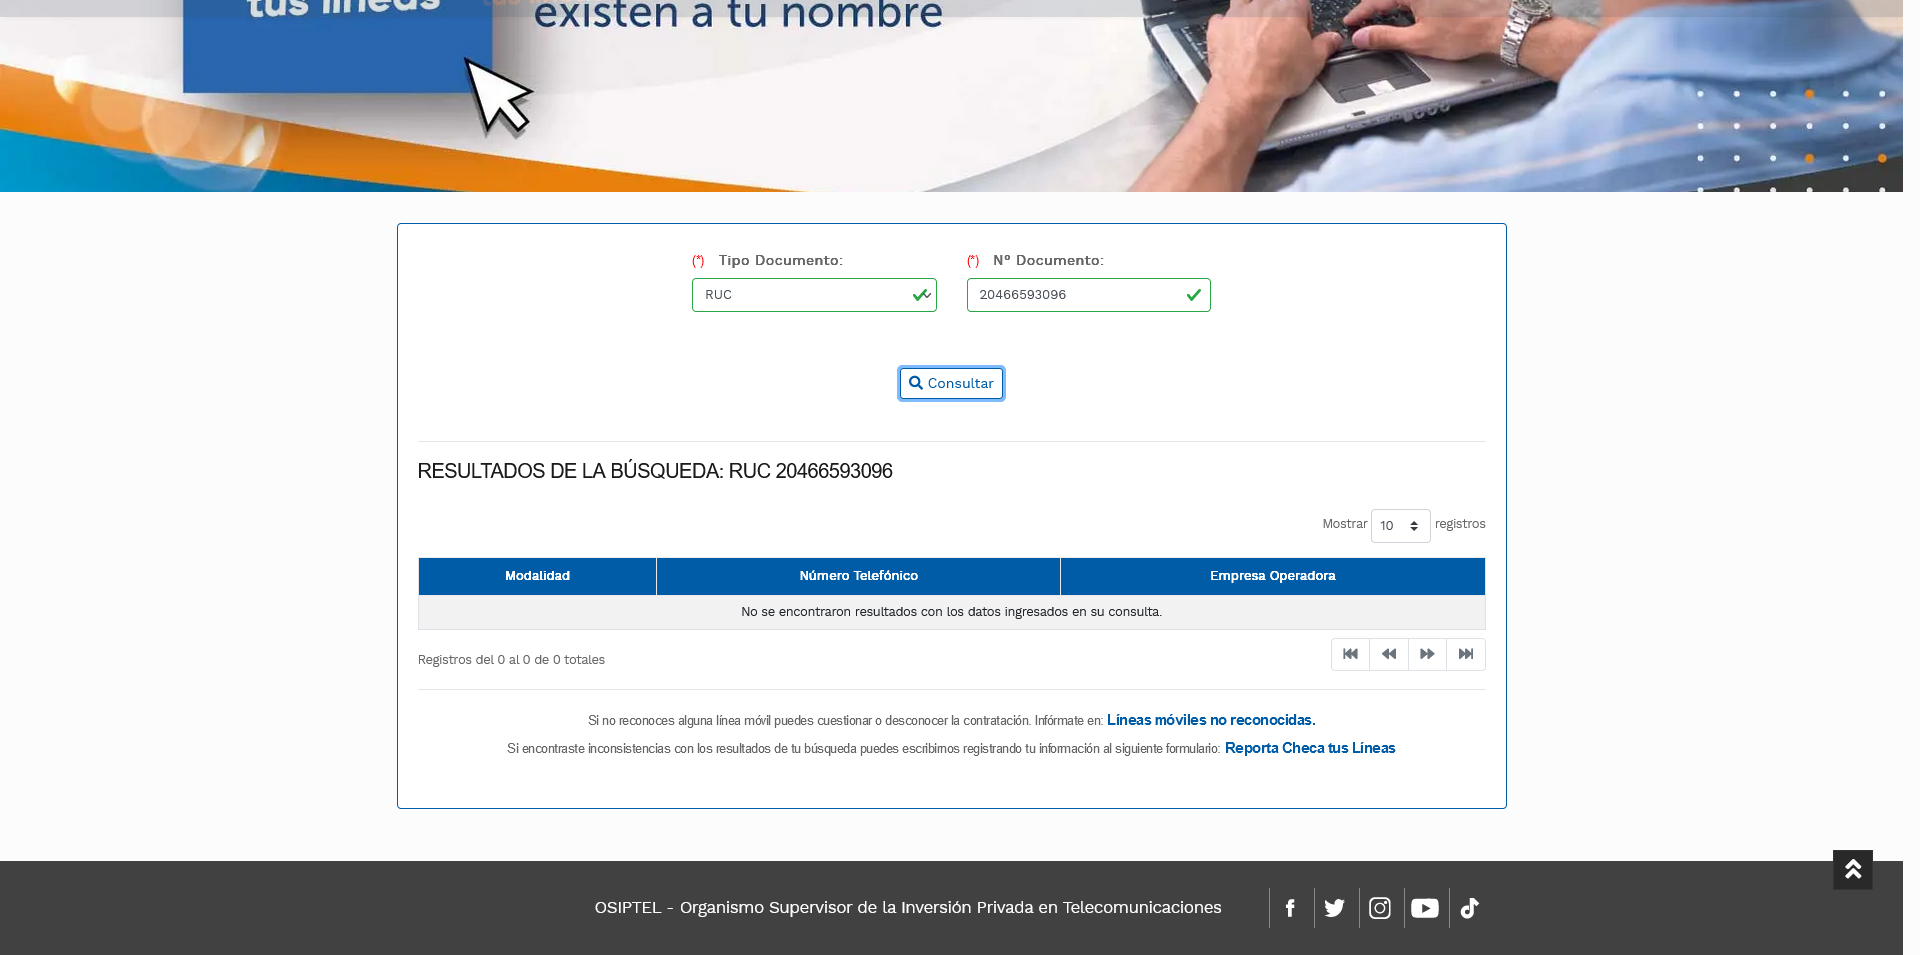 tus líneas
existen a tu nombre
(*) Tipo Documento: (*) N° Documento:
RUC 20466593096
Consultar
RESULTADOS DE LA BÚSQUEDA: RUC 20466593096
Mostrar 10 registros
Modalidad Número Telefónico Empresa Operadora
No se encontraron resultados con los datos ingresados en su consulta.
Registros del 0 al 0 de 0 totales
Si no reconoces alguna línea móvil puedes cuestionar o desconocer la contratación. Infórmate en: Líneas móviles no reconocidas.
Si encontraste inconsistencias con los resultados de tu búsqueda puedes escribirnos registrando tu información al siguiente formulario: Reporta Checa tus Líneas
OSIPTEL - Organismo Supervisor de la Inversión Privada en Telecomunicaciones